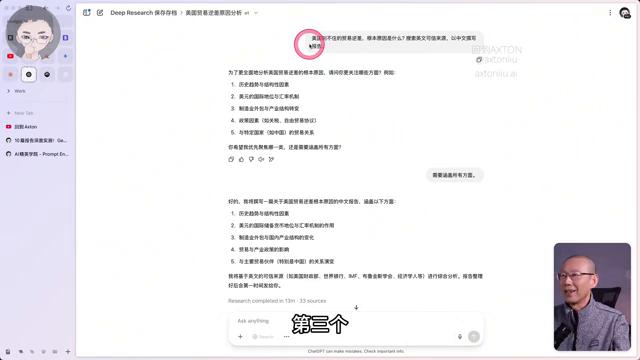 Deep Research 保存存档 > 美国贸易逆差原因分析 o1
美国
不住的贸易逆差，根本原因是什么？搜索英文可信来源，以中文撰写
报告。
回到AXTON
axtonliu.ai
为了更全面地分析美国贸易逆差的根本原因，请问你更关注哪些方面？例如：
1. 历史趋势与结构性因素
2. 美元的国际地位与汇率机制
3. 制造业外包与产业结构转变
4. 政策因素（如关税、自由贸易协议）
5. 与特定国家（如中国）的贸易关系
你希望我优先聚焦哪一类，还是需要涵盖所有方面？
需要涵盖所有方面。
好的，我将撰写一篇关于美国贸易逆差根本原因的中文报告，涵盖以下方面：
1. 历史趋势与结构性因素
2. 美元的国际储备货币地位与汇率机制的作用
3. 制造业外包与国内产业结构的变化
4. 贸易与产业政策的影响
5. 与主要贸易伙伴（特别是中国）的关系演变
我将基于英文的可信来源（如美国财政部、世界银行、IMF、布鲁金斯学会、经济学人等）进行综合分析。报告整理
好后会第一时间发给你。
Research completed in 13m · 33 sources
Ask anything
Search
ChatGPT can make mistakes. Check important info.
Work
New Tab
回到 Axton
10 篇报告深度实测！Ge...
AI精英学院 - Prompt En...
第三个